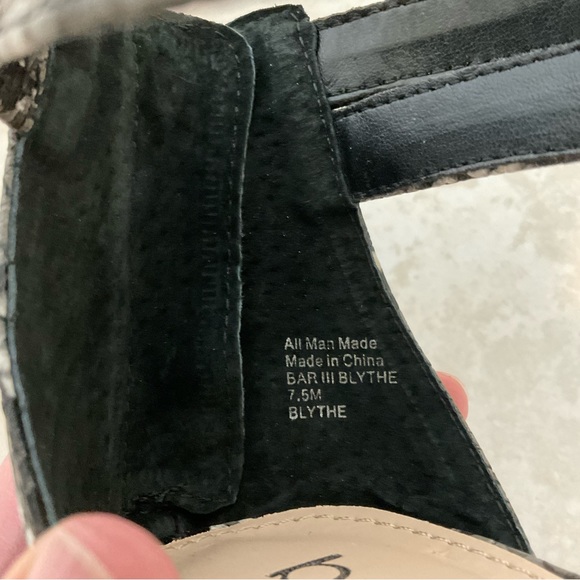 All Man Made
Made in China
BAR III BLYTHE
7.5M
BLYTHE